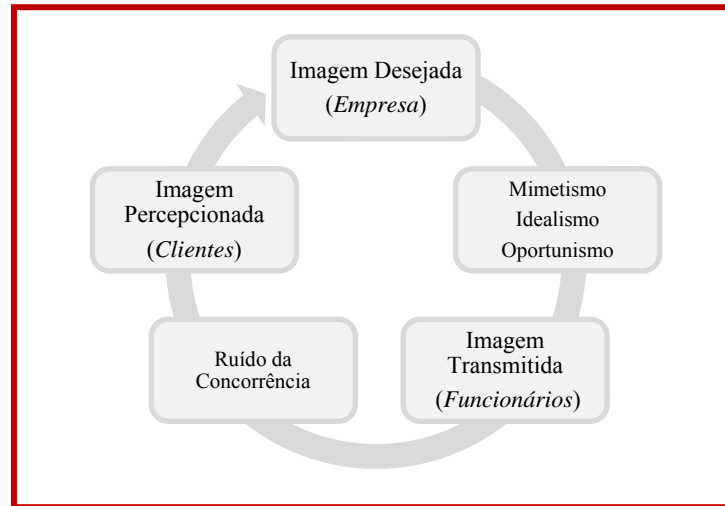 Imagem Desejada
(Empresa)
Mimetismo
Idealismo
Oportunismo
Imagem
Transmitida
(Funcionários)
Ruído da
Concorrência
Imagem
Percepcionada
(Clientes)